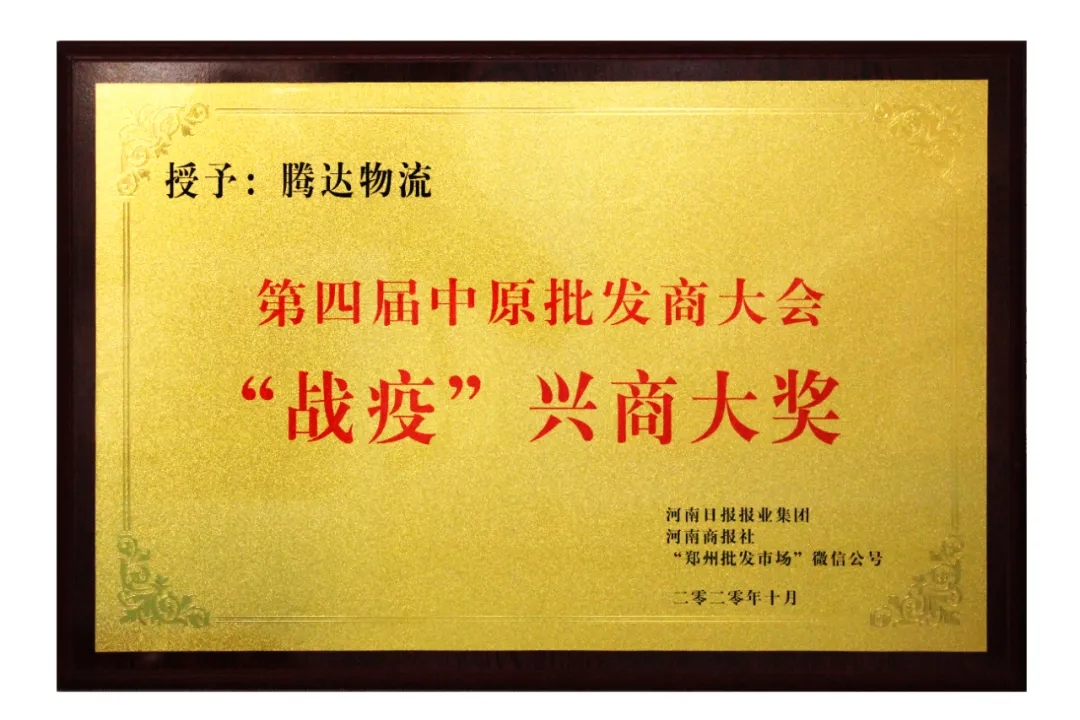 授予：腾达物流
第四届中原批发商大会
“战疫”兴商大奖
河南日报报业集团
河南商报社
“郑州批发市场”微信公号
二零二零年十月